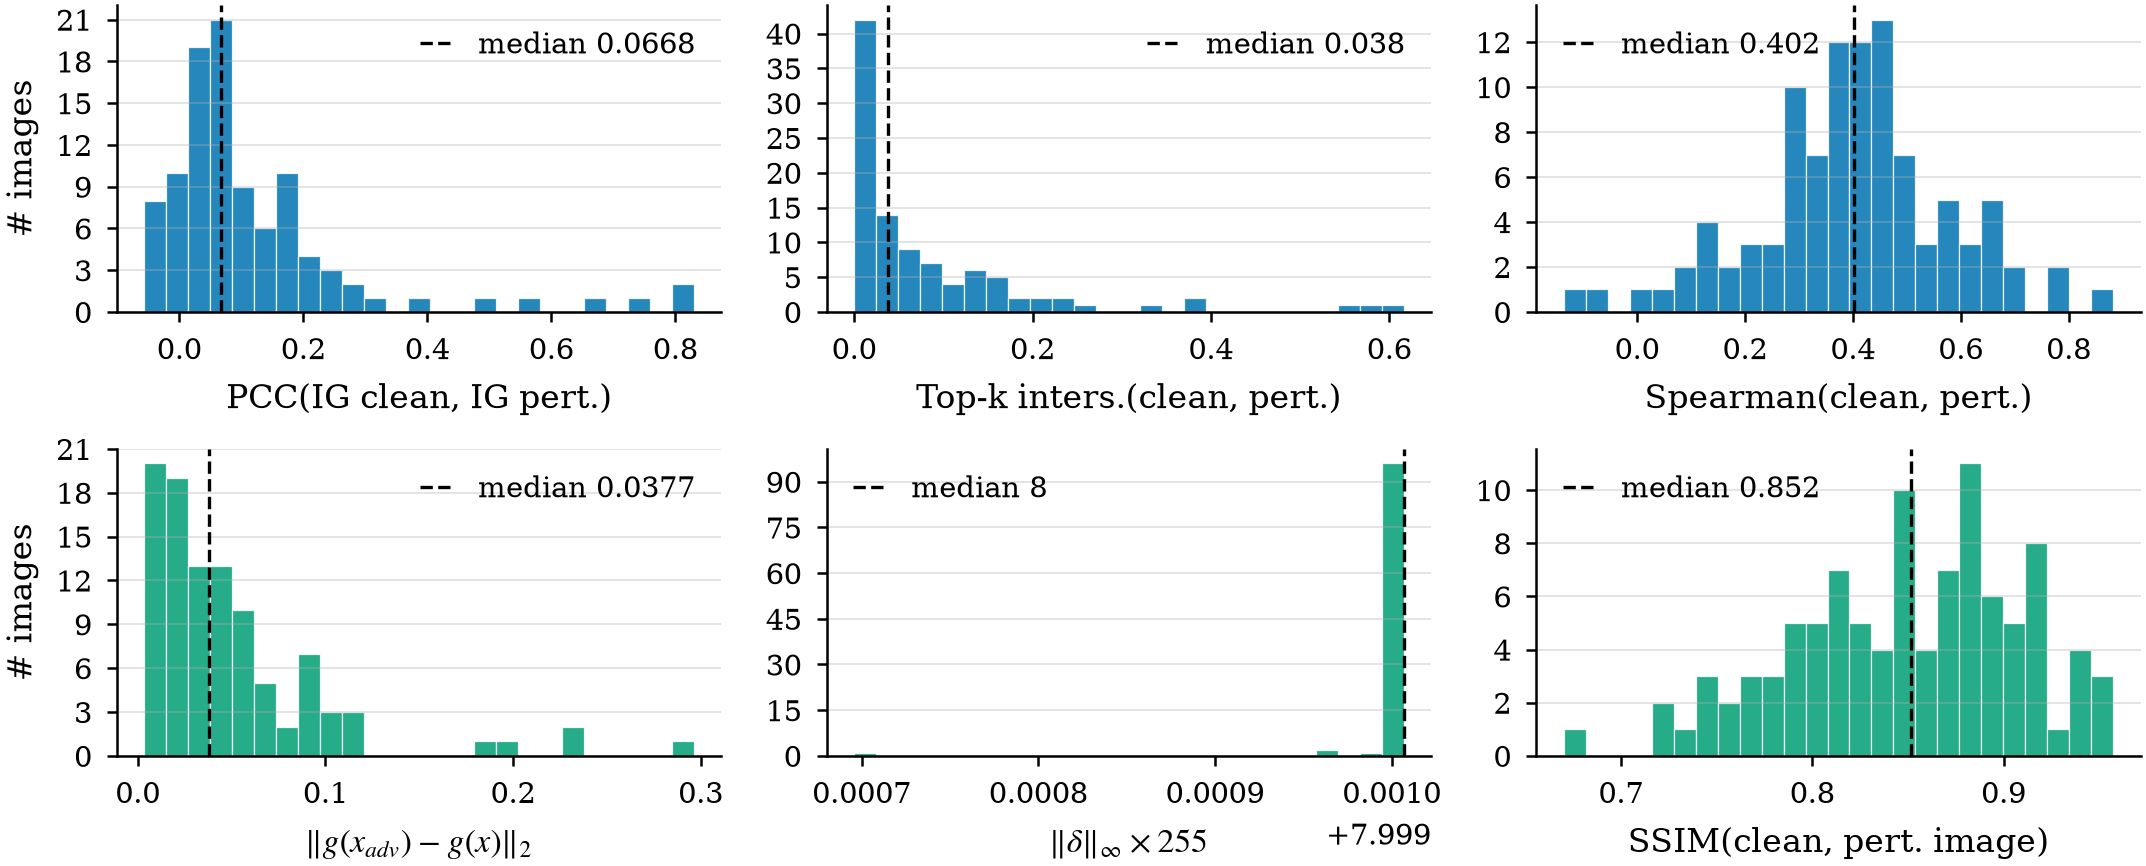 21
18
15
12
9
6
3
0
# images
median 0.0668
0.0 0.2 0.4 0.6 0.8
PCC(IG clean, IG pert.)
40
35
30
25
20
15
10
5
0
median 0.038
0.0 0.2 0.4 0.6
Top-k inters.(clean, pert.)
12
10
8
6
4
2
0
median 0.402
0.0 0.2 0.4 0.6 0.8
Spearman(clean, pert.)
21
18
15
12
9
6
3
0
# images
median 0.0377
0.0 0.1 0.2 0.3
‖g(x_adv) − g(x)‖₂
90
75
60
45
30
15
0
median 8
0.0007 0.0008 0.0009 0.0010
+7.999
‖δ‖∞ × 255
10
8
6
4
2
0
median 0.852
0.7 0.8 0.9
SSIM(clean, pert. image)